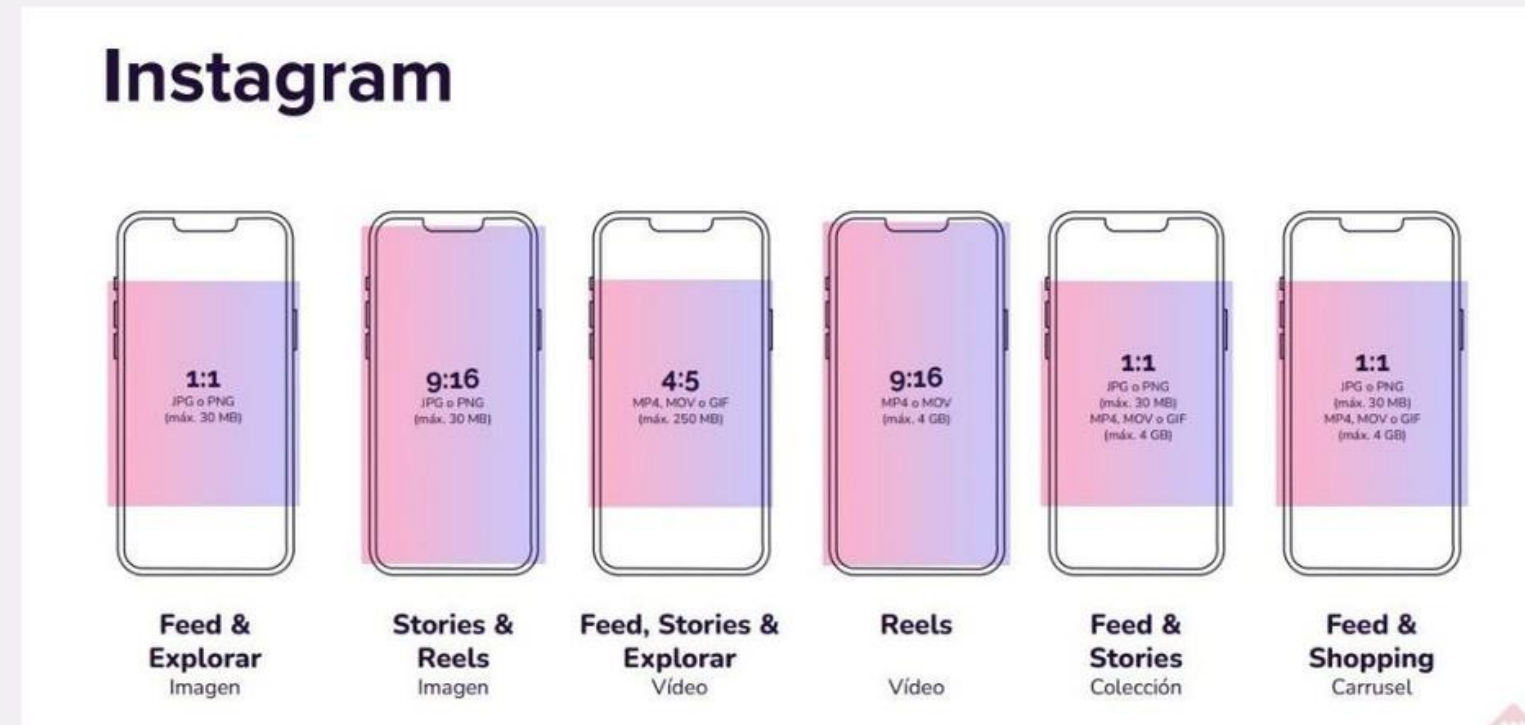 Instagram
1:1
JPG o PNG
(máx. 30 MB)
Feed &
Explorar
Imagen
9:16
JPG o PNG
(máx. 30 MB)
Stories &
Reels
Imagen
4:5
MP4, MOV o GIF
(máx. 250 MB)
Feed, Stories &
Explorar
Vídeo
9:16
MP4 o MOV
(máx. 4 GB)
Reels
Vídeo
1:1
JPG o PNG
(máx. 30 MB)
MP4, MOV o GIF
(máx. 4 GB)
Feed &
Stories
Colección
1:1
JPG o PNG
(máx. 30 MB)
MP4, MOV o GIF
(máx. 4 GB)
Feed &
Shopping
Carrusel